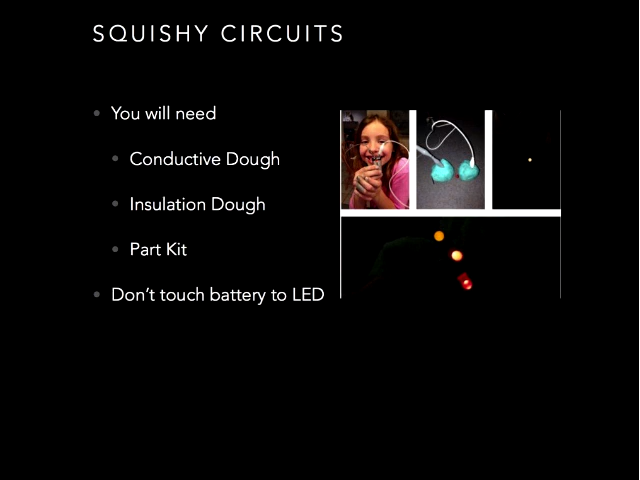 SQUISHY CIRCUITS
• You will need
• Conductive Dough
• Insulation Dough
• Part Kit
• Don’t touch battery to LED